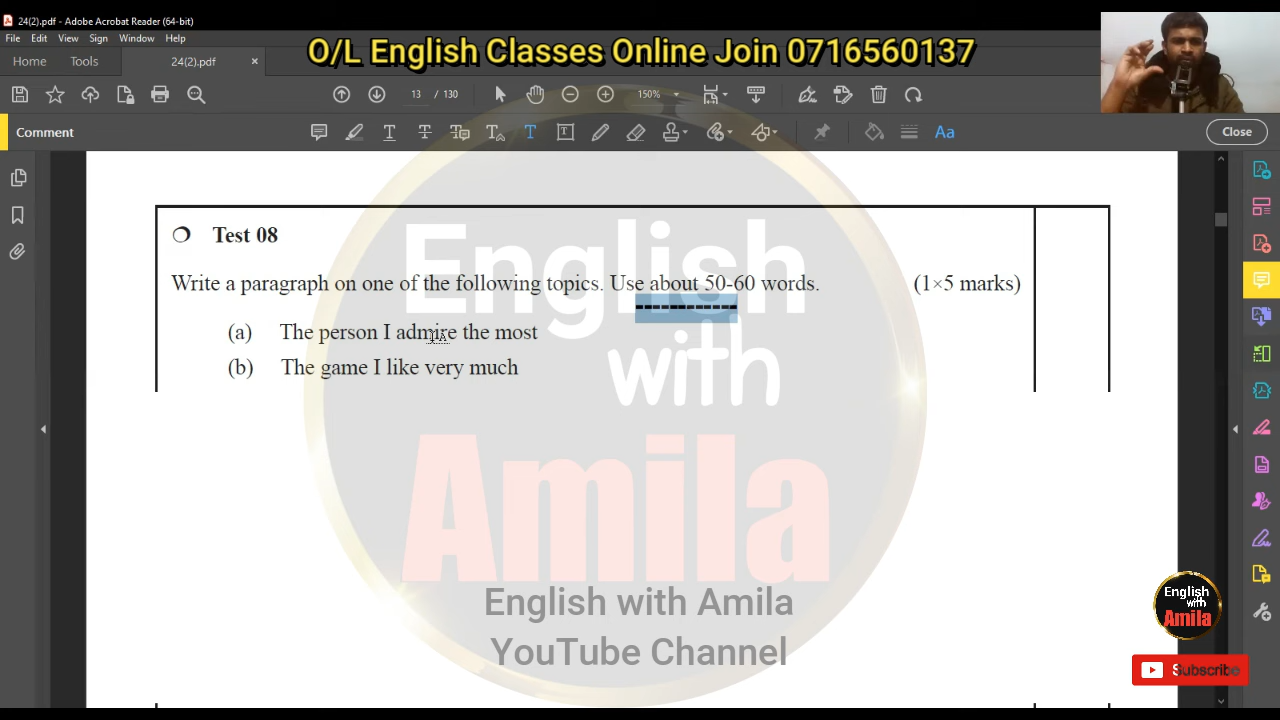 24(2).pdf - Adobe Acrobat Reader (64-bit)
File Edit View Sign Window Help
O/L English Classes Online Join 0716560137
Home Tools 24(2).pdf ×
13 / 130 150%
Comment
Close
Test 08
Write a paragraph on one of the following topics. Use about 50-60 words. (1×5 marks)
(a) The person I admire the most
(b) The game I like very much
English
with
Amila
English with Amila
YouTube Channel
English
with
Amila
Subscribe